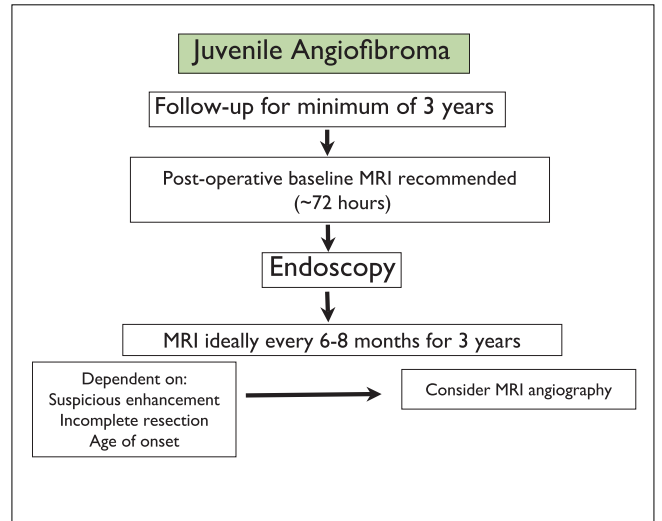 Juvenile Angiofibroma
Follow-up for minimum of 3 years
Post-operative baseline MRI recommended
(~72 hours)
Endoscopy
MRI ideally every 6-8 months for 3 years
Dependent on:
Suspicious enhancement
Incomplete resection
Age of onset
Consider MRI angiography